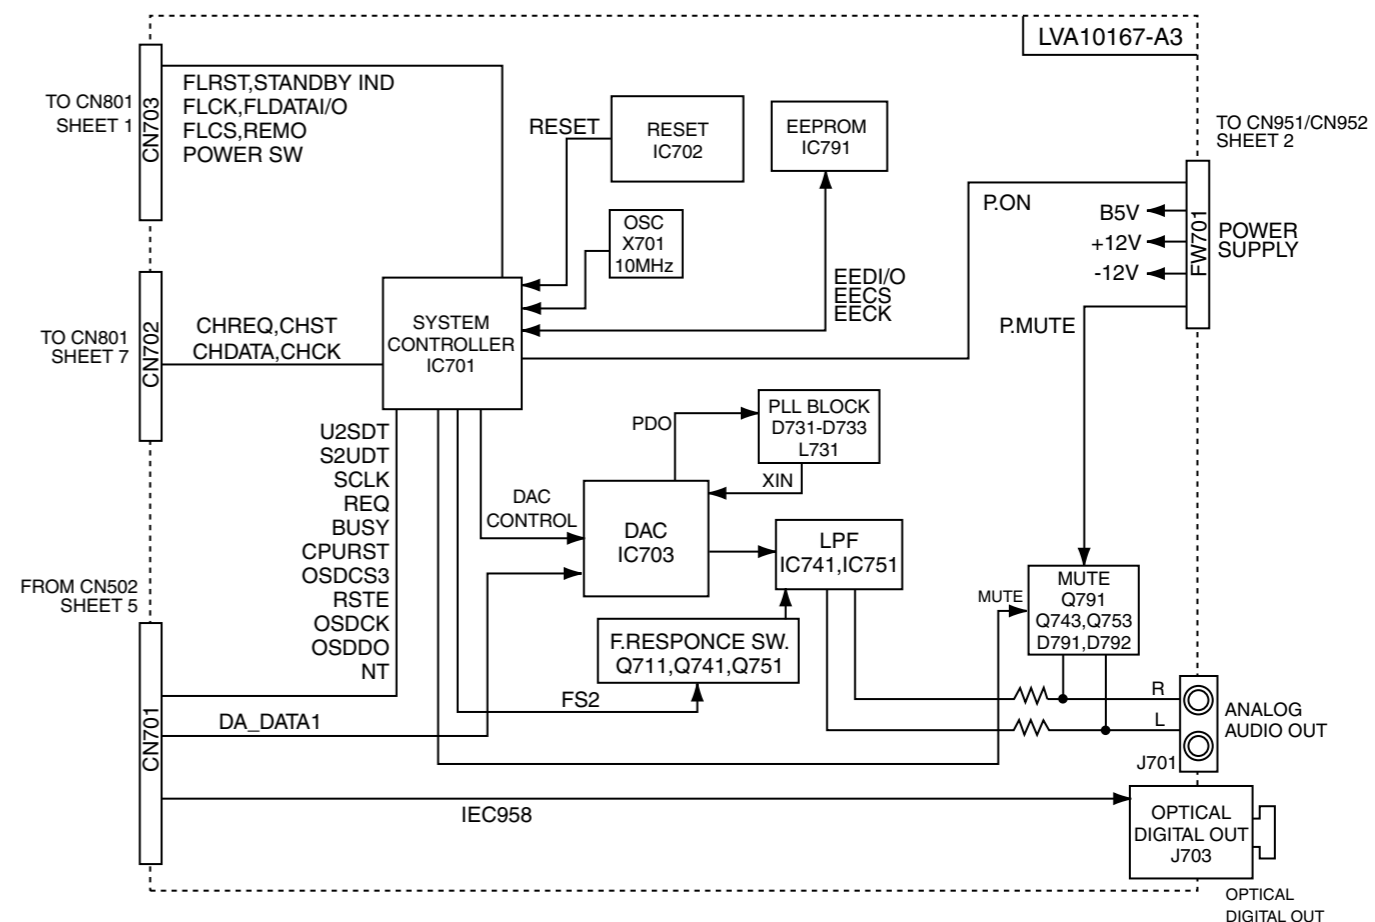 LVA10167-A3
TO CN801
SHEET 1
CN703
FLRST,STANDBY IND
FLCK,FLDATAI/O
FLCS,REMO
POWER SW
RESET
RESET
IC702
EEPROM
IC791
OSC
X701
10MHz
TO CN951/CN952
SHEET 2
P.ON
B5V
+12V
-12V
FW701
POWER
SUPPLY
P.MUTE
EEDI/O
EECS
EECK
TO CN801
SHEET 7
CN702
CHREQ,CHST
CHDATA,CHCK
SYSTEM
CONTROLLER
IC701
U2SDT
S2UDT
SCLK
REQ
BUSY
CPURST
OSDCS3
RSTE
OSDCK
OSDDO
NT
PDO
PLL BLOCK
D731-D733
L731
XIN
DAC
CONTROL
DAC
IC703
LPF
IC741,IC751
F.RESPONCE SW.
Q711,Q741,Q751
FS2
MUTE
MUTE
Q791
Q743,Q753
D791,D792
FROM CN502
SHEET 5
CN701
DA_DATA1
R
L
J701
ANALOG
AUDIO OUT
IEC958
OPTICAL
DIGITAL OUT
J703
OPTICAL
DIGITAL OUT